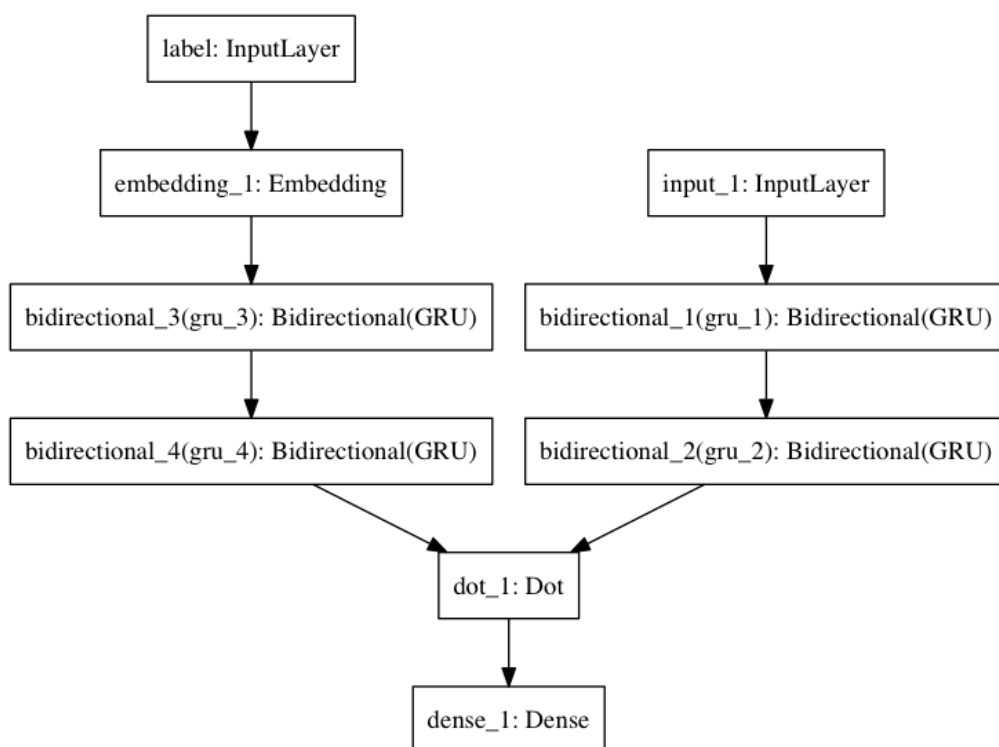 label: InputLayer
embedding_1: Embedding
input_1: InputLayer
bidirectional_3(gru_3): Bidirectional(GRU)
bidirectional_1(gru_1): Bidirectional(GRU)
bidirectional_4(gru_4): Bidirectional(GRU)
bidirectional_2(gru_2): Bidirectional(GRU)
dot_1: Dot
dense_1: Dense